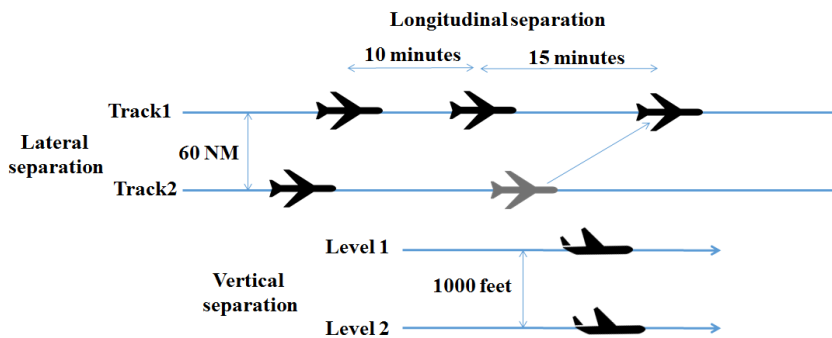 Longitudinal separation
10 minutes
15 minutes
Track1
Lateral
separation
60 NM
Track2
Level 1
Vertical
separation
1000 feet
Level 2